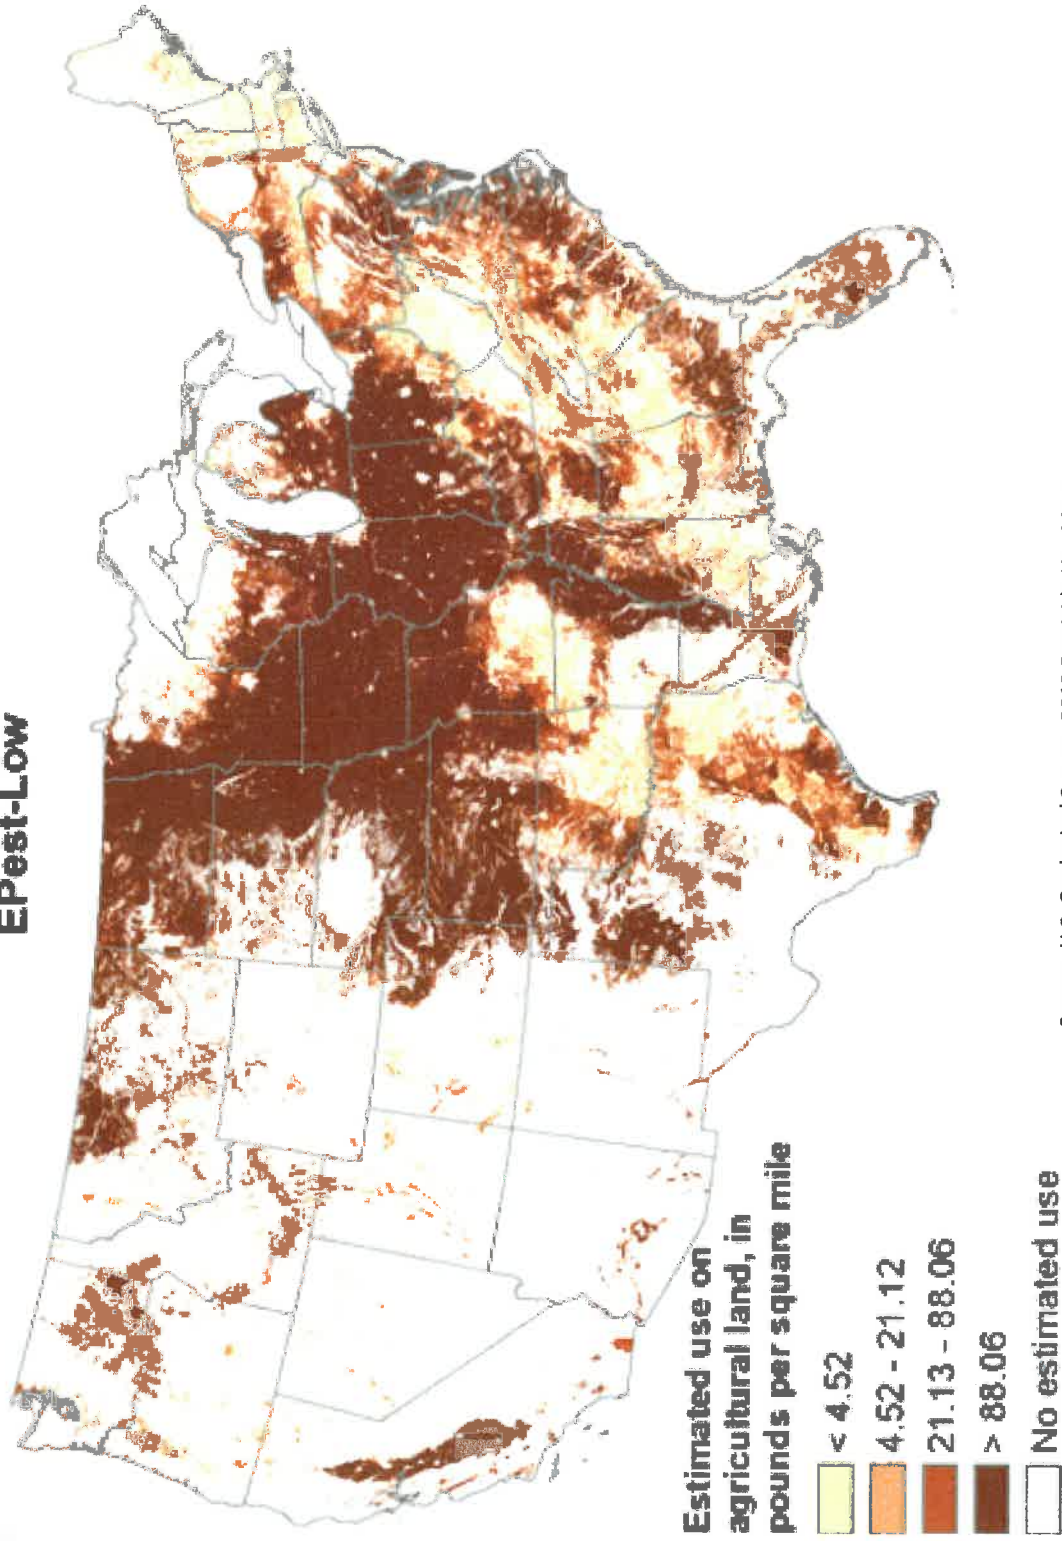 EPest-Low
Estimated use on
agricultural land, in
pounds per square mile
< 4.52
4.52 - 21.12
21.13 - 88.06
> 88.06
No estimated use